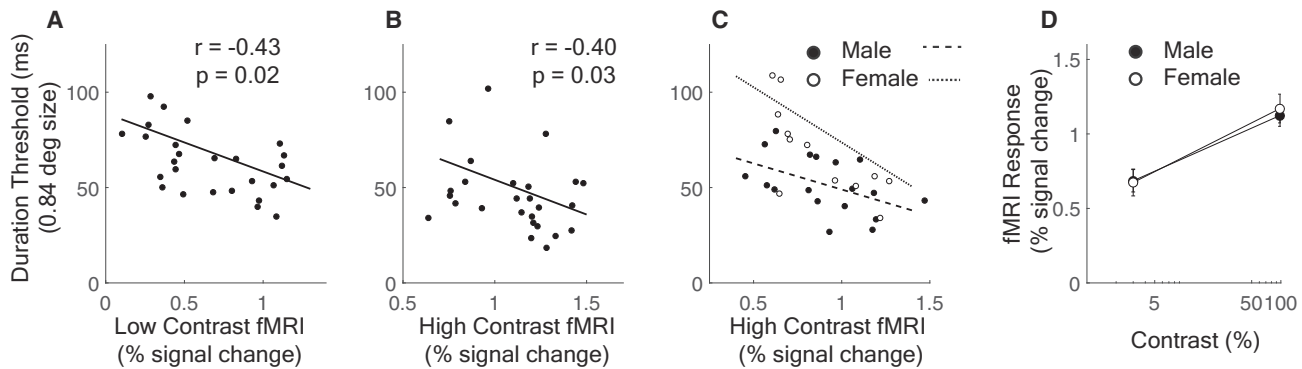 A
B
C
D
Duration Threshold (ms)
(0.84 deg size)
r = -0.43
p = 0.02
100
50
0
0
0.5
1
Low Contrast fMRI
(% signal change)
r = -0.40
p = 0.03
100
50
0
0.5
1
1.5
High Contrast fMRI
(% signal change)
Male
Female
100
50
0
0.5
1
1.5
High Contrast fMRI
(% signal change)
fMRI Response
(% signal change)
Male
Female
1.5
1
0.5
0
5
50
100
Contrast (%)